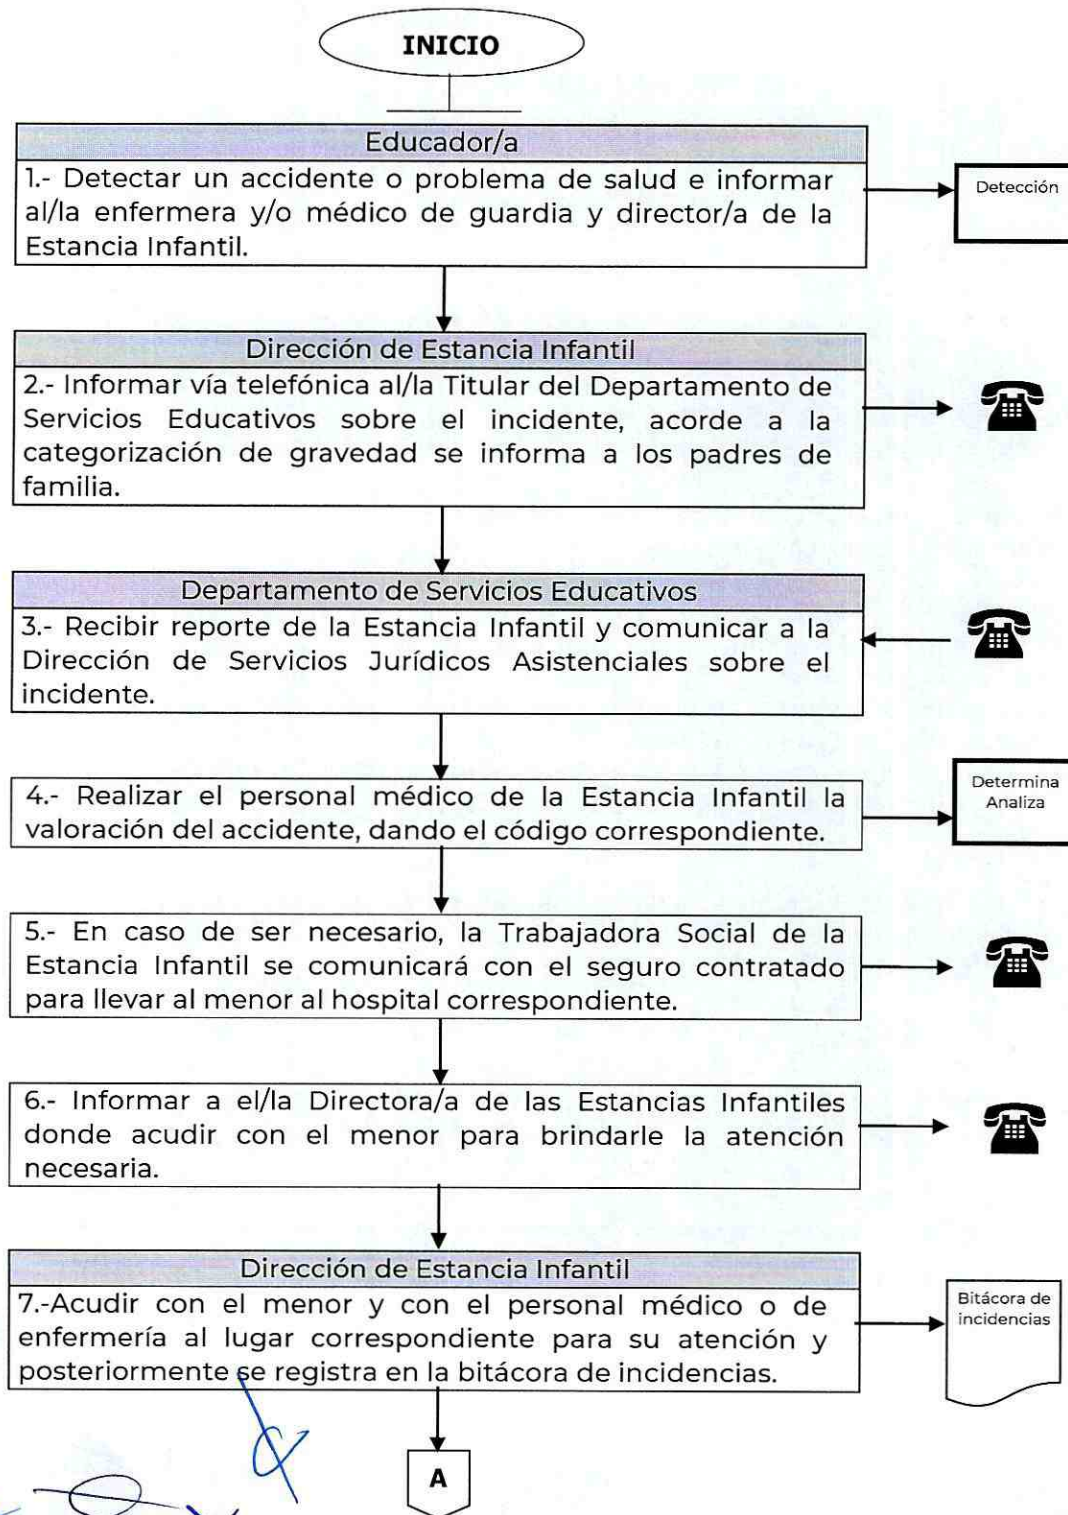 INICIO
Educador/a
1.- Detectar un accidente o problema de salud e informar
al/la enfermera y/o médico de guardia y director/a de la
Estancia Infantil.
Detección
Dirección de Estancia Infantil
2.- Informar vía telefónica al/la Titular del Departamento de
Servicios Educativos sobre el incidente, acorde a la
categorización de gravedad se informa a los padres de
familia.
Departamento de Servicios Educativos
3.- Recibir reporte de la Estancia Infantil y comunicar a la
Dirección de Servicios Jurídicos Asistenciales sobre el
incidente.
4.- Realizar el personal médico de la Estancia Infantil la
valoración del accidente, dando el código correspondiente.
Determina
Analiza
5.- En caso de ser necesario, la Trabajadora Social de la
Estancia Infantil se comunicará con el seguro contratado
para llevar al menor al hospital correspondiente.
6.- Informar a el/la Directora/a de las Estancias Infantiles
donde acudir con el menor para brindarle la atención
necesaria.
Dirección de Estancia Infantil
7.-Acudir con el menor y con el personal médico o de
enfermería al lugar correspondiente para su atención y
posteriormente se registra en la bitácora de incidencias.
Bitácora de
incidencias
A